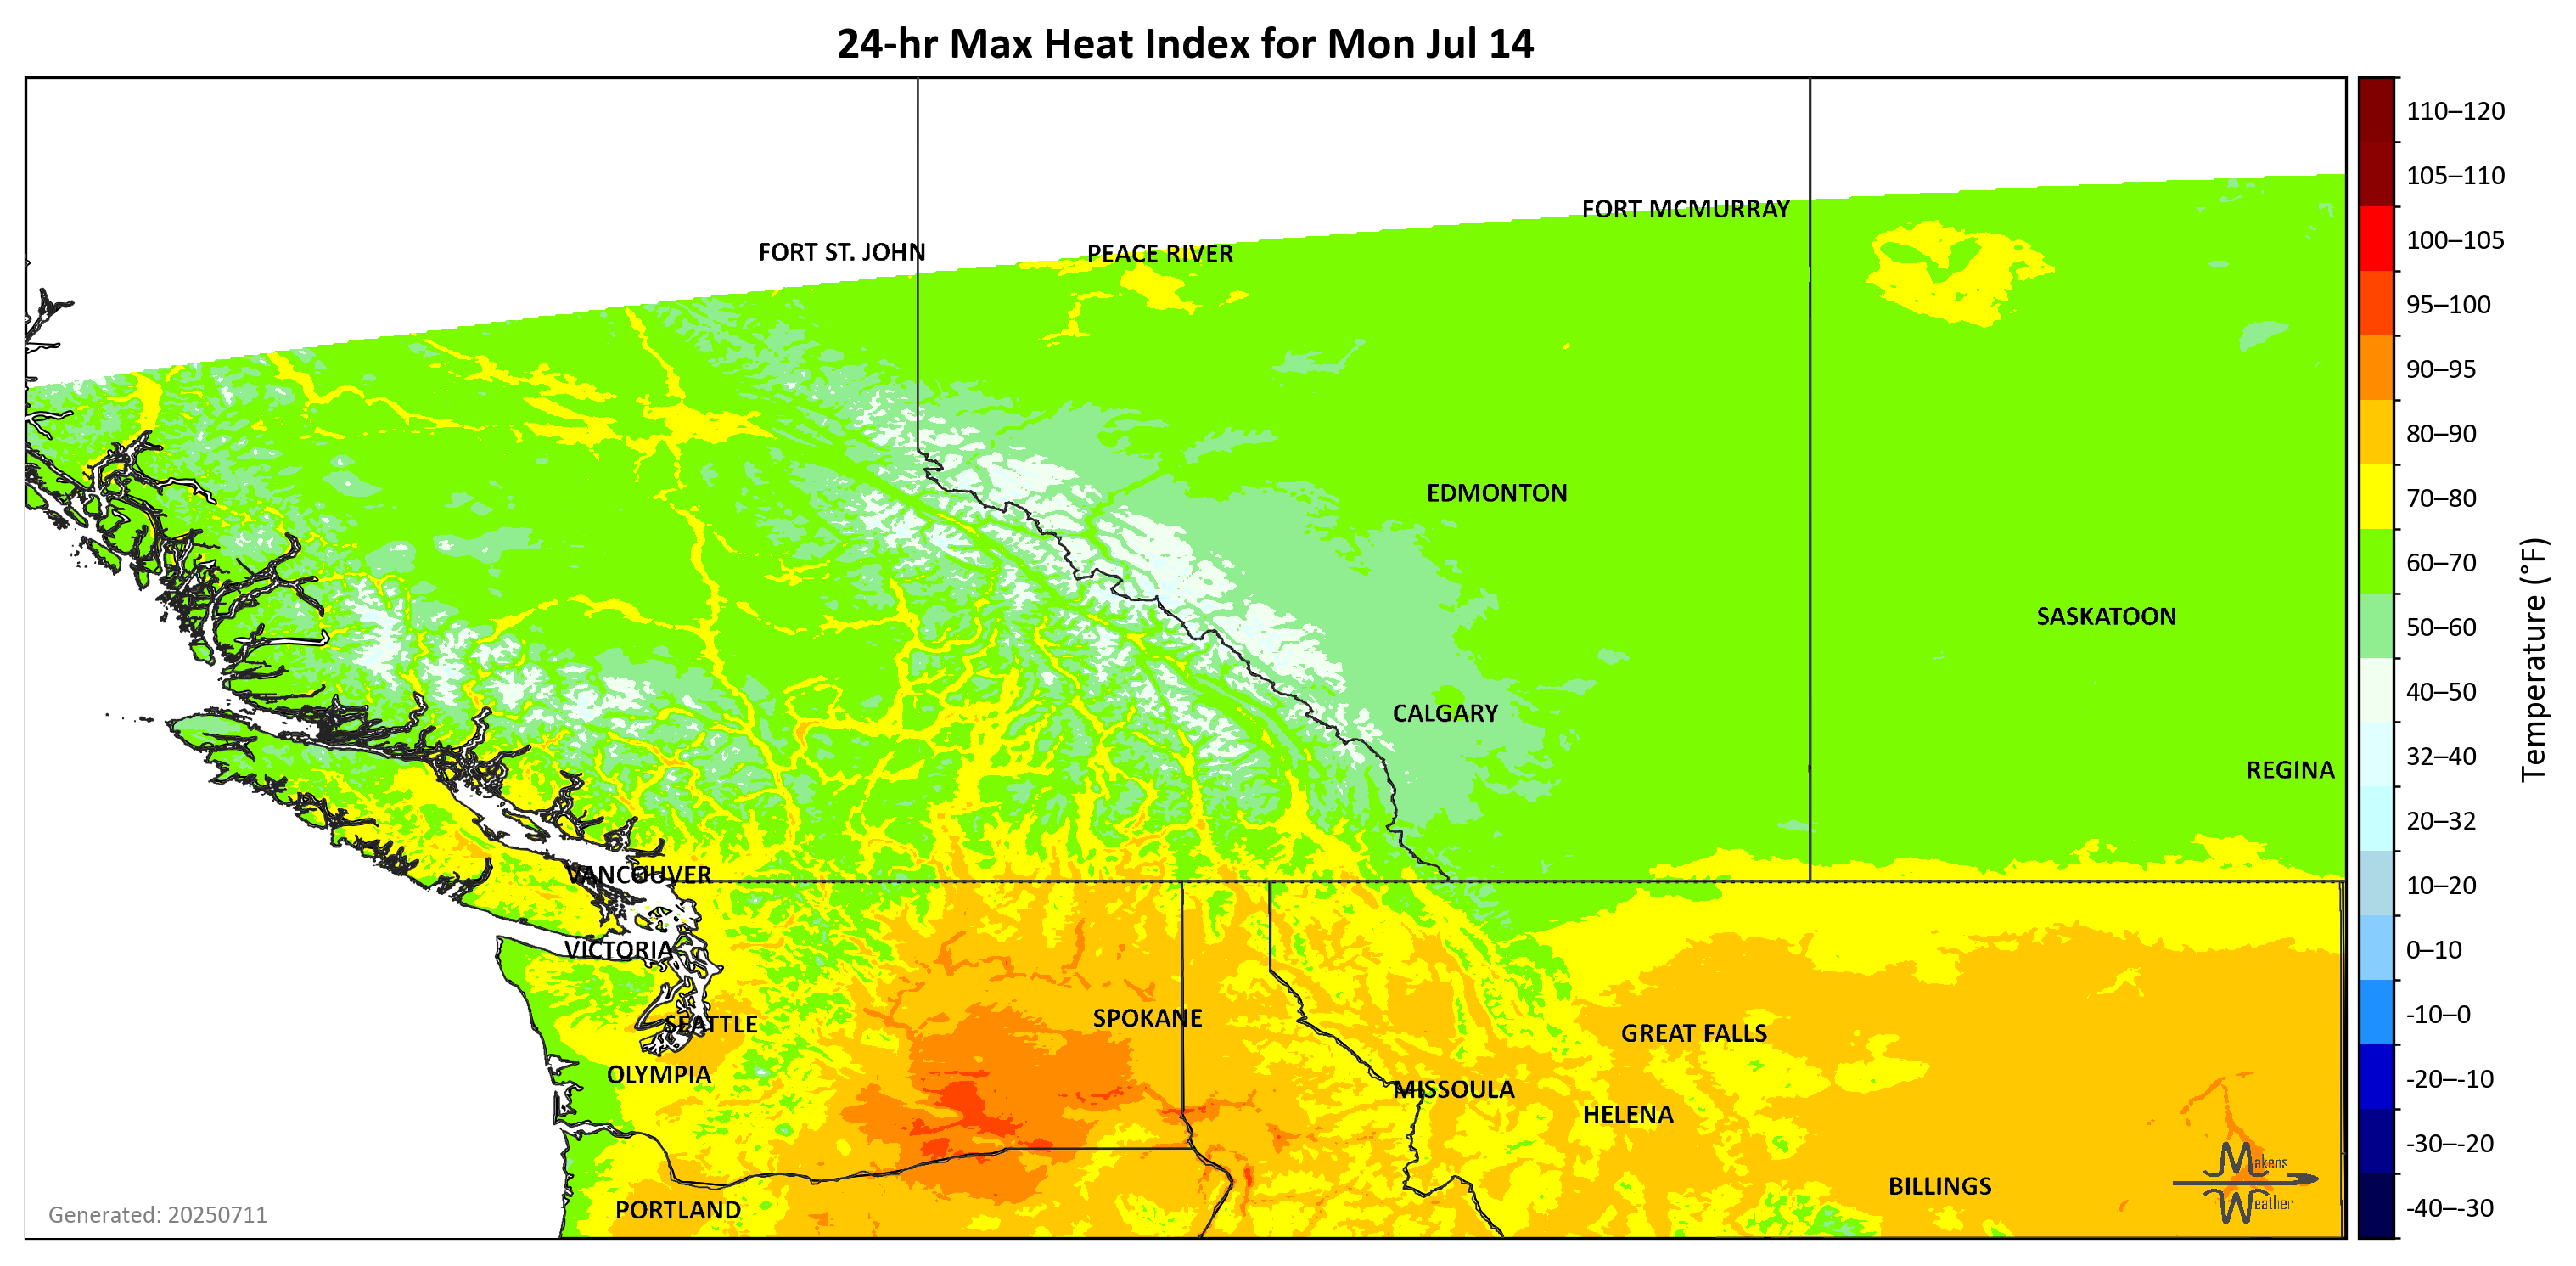 24-hr Max Heat Index for Mon Jul 14
110–120
105–110
100–105
95–100
90–95
80–90
70–80
60–70
50–60
40–50
32–40
20–32
10–20
0–10
-10–0
-20–-10
-30–-20
-40–-30
Temperature (°F)
FORT MCMURRAY
FORT ST. JOHN
PEACE RIVER
EDMONTON
SASKATOON
CALGARY
REGINA
VANCOUVER
VICTORIA
SEATTLE
SPOKANE
GREAT FALLS
OLYMPIA
MISSOULA
HELENA
BILLINGS
PORTLAND
Makens
Weather
Generated: 20250711